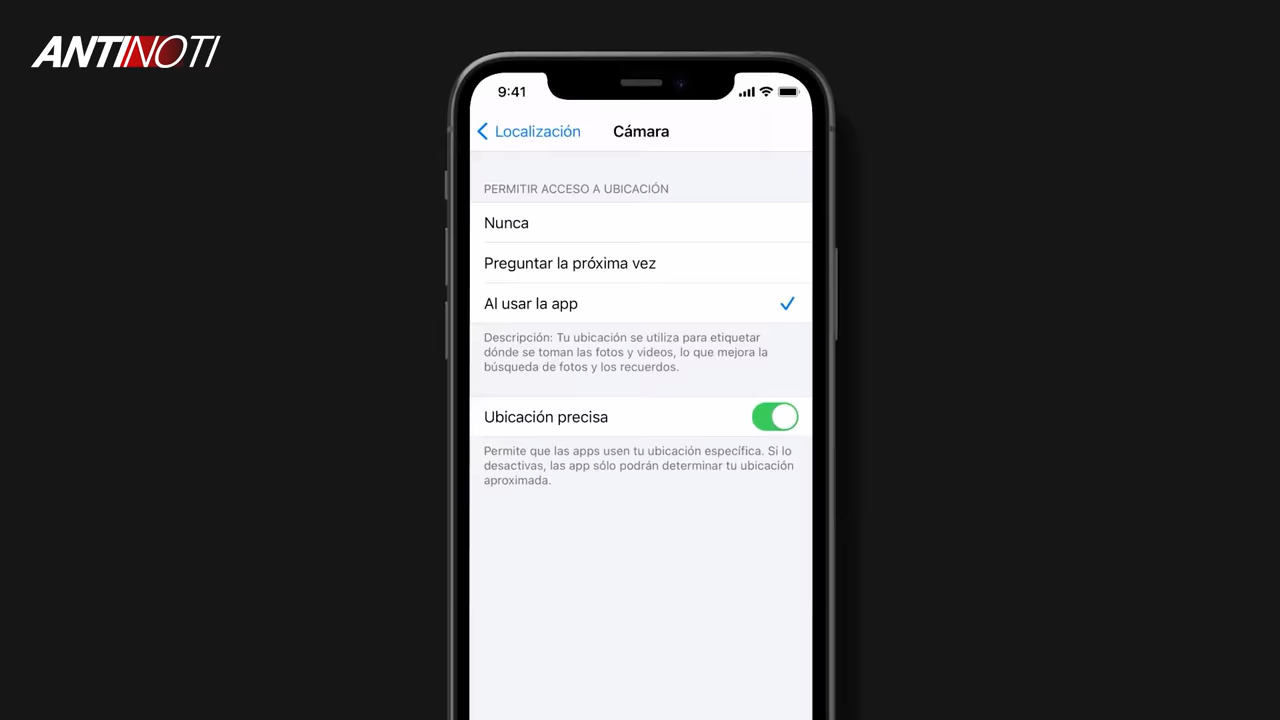 ANTINOTI
9:41
Localización
Cámara
PERMITIR ACCESO A UBICACIÓN
Nunca
Preguntar la próxima vez
Al usar la app
Descripción: Tu ubicación se utiliza para etiquetar
dónde se toman las fotos y videos, lo que mejora la
búsqueda de fotos y los recuerdos.
Ubicación precisa
Permite que las apps usen tu ubicación específica. Si lo
desactivas, las app sólo podrán determinar tu ubicación
aproximada.